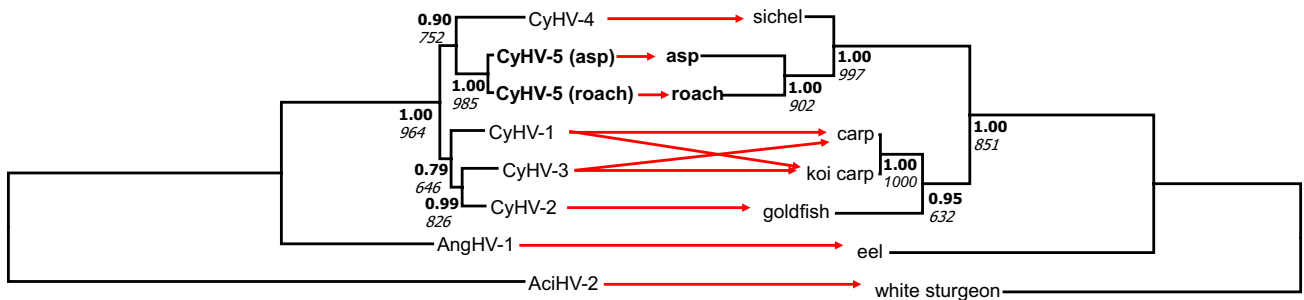 0.90 CyHV-4 sichel
752
CyHV-5 (asp) asp
1.00 1.00
985 997
CyHV-5 (roach) roach 1.00
902
1.00 CyHV-1 carp 1.00
964 851
0.79 CyHV-3 koi carp 1.00
646 1000
0.99 CyHV-2 goldfish 0.95
826 632
AngHV-1 eel
AciHV-2 white sturgeon